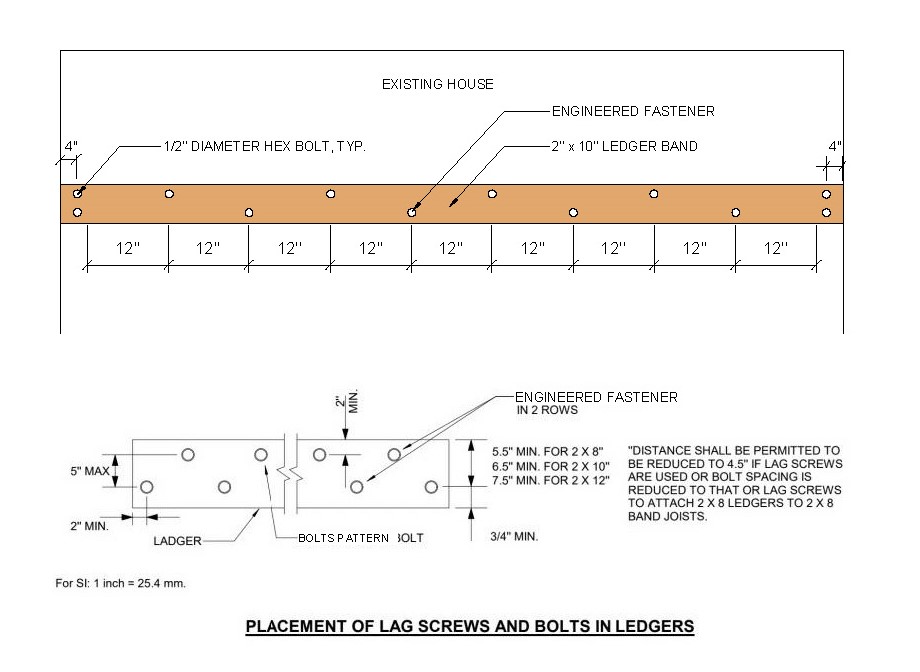 EXISTING HOUSE
ENGINEERED FASTENER
4"
1/2" DIAMETER HEX BOLT, TYP.
2" x 10" LEDGER BAND
4"
12"
12"
12"
12"
12"
12"
12"
12"
12"
2"
MIN.
ENGINEERED FASTENER
IN 2 ROWS
5" MAX
5.5" MIN. FOR 2 X 8"
6.5" MIN. FOR 2 X 10"
7.5" MIN. FOR 2 X 12"
"DISTANCE SHALL BE PERMITTED TO
BE REDUCED TO 4.5" IF LAG SCREWS
ARE USED OR BOLT SPACING IS
REDUCED TO THAT OR LAG SCREWS
TO ATTACH 2 X 8 LEDGERS TO 2 X 8
BAND JOISTS.
2" MIN.
LADGER
BOLTS PATTERN
3/4" MIN.
For SI: 1 inch = 25.4 mm.
PLACEMENT OF LAG SCREWS AND BOLTS IN LEDGERS